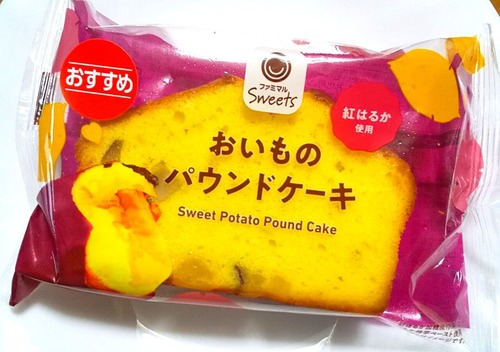 おすすめ
ファミマル
Sweets
紅はるか
使用
おいもの
パウンドケーキ
Sweet Potato Pound Cake